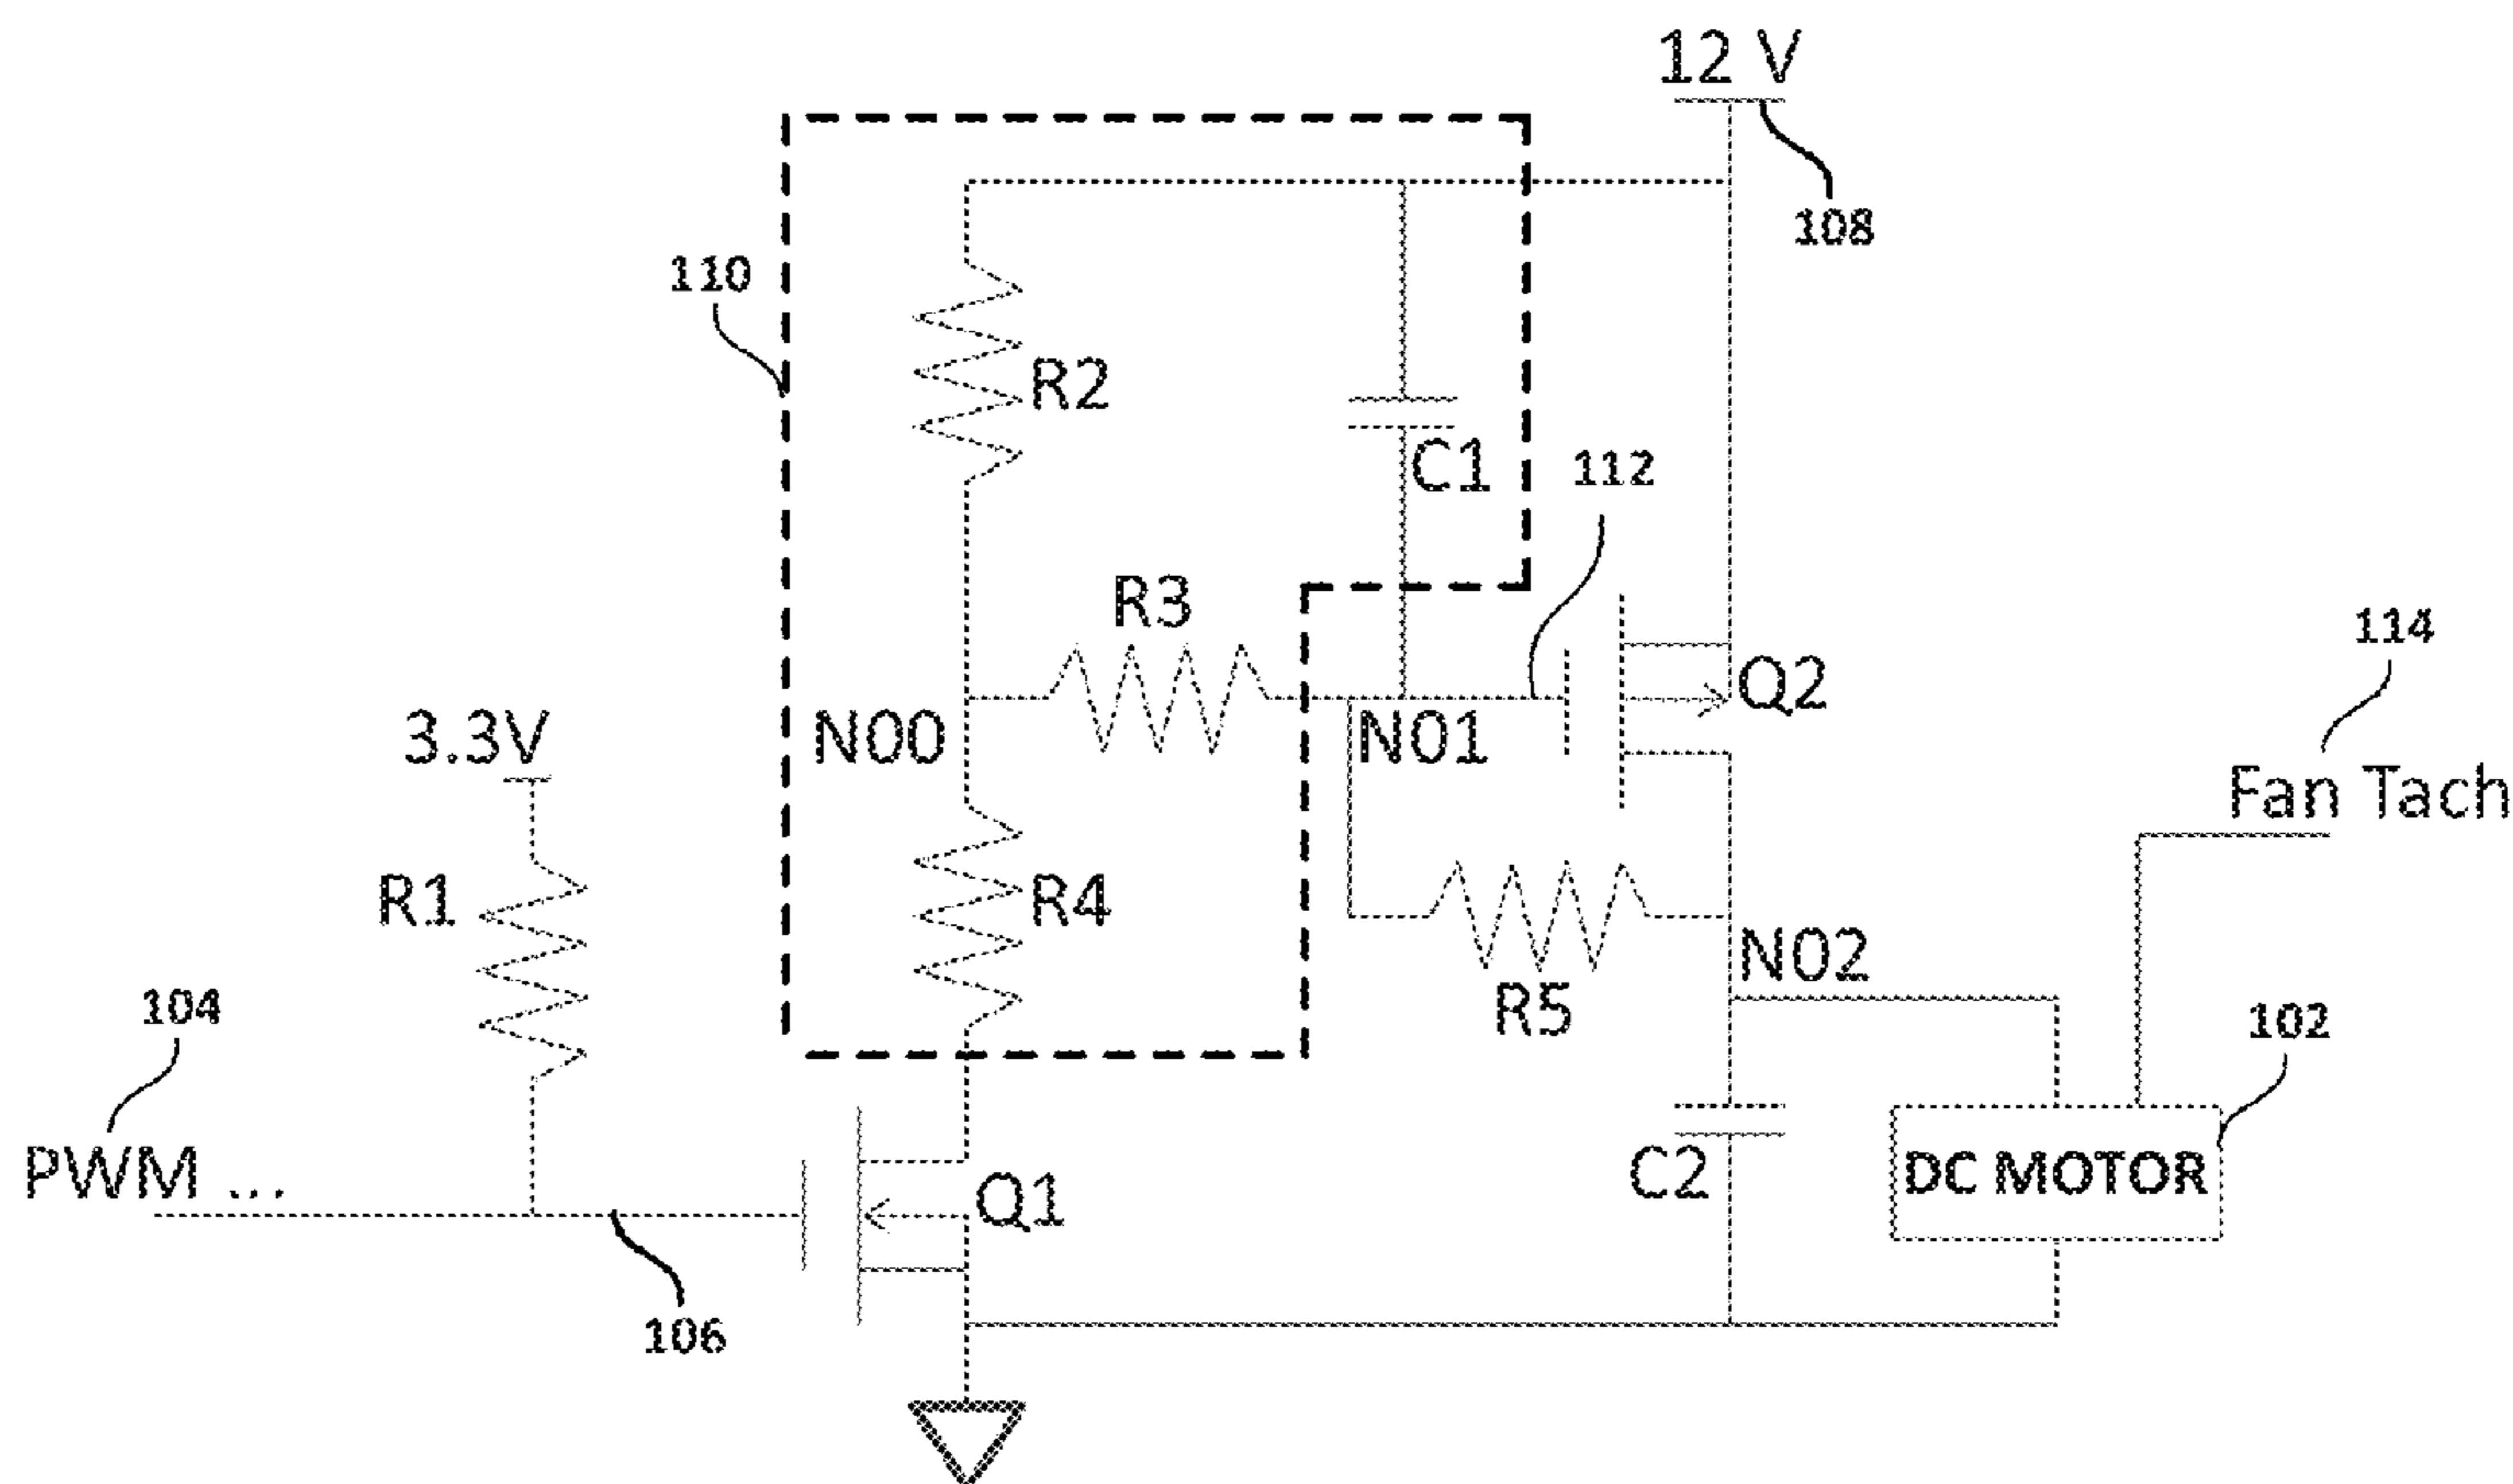 12 V
108
110
R2
C1
112
R3
114
Q2
3.3V
N00
N01
Fan Tach
R1
R4
N02
104
R5
102
PWM ...
C2
DC MOTOR
Q1
106